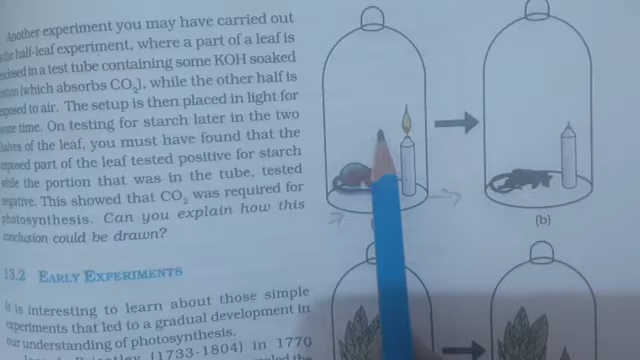 Another experiment you may have carried out
the half-leaf experiment, where a part of a leaf is
enclosed in a test tube containing some KOH soaked
cotton (which absorbs CO₂), while the other half is
exposed to air. The setup is then placed in light for
some time. On testing for starch later in the two
halves of the leaf, you must have found that the
exposed part of the leaf tested positive for starch
while the portion that was in the tube, tested
negative. This showed that CO₂ was required for
photosynthesis. Can you explain how this
conclusion could be drawn?
13.2 EARLY EXPERIMENTS
It is interesting to learn about those simple
experiments that led to a gradual development in
our understanding of photosynthesis.
(1733-1804) in 1770
(b)